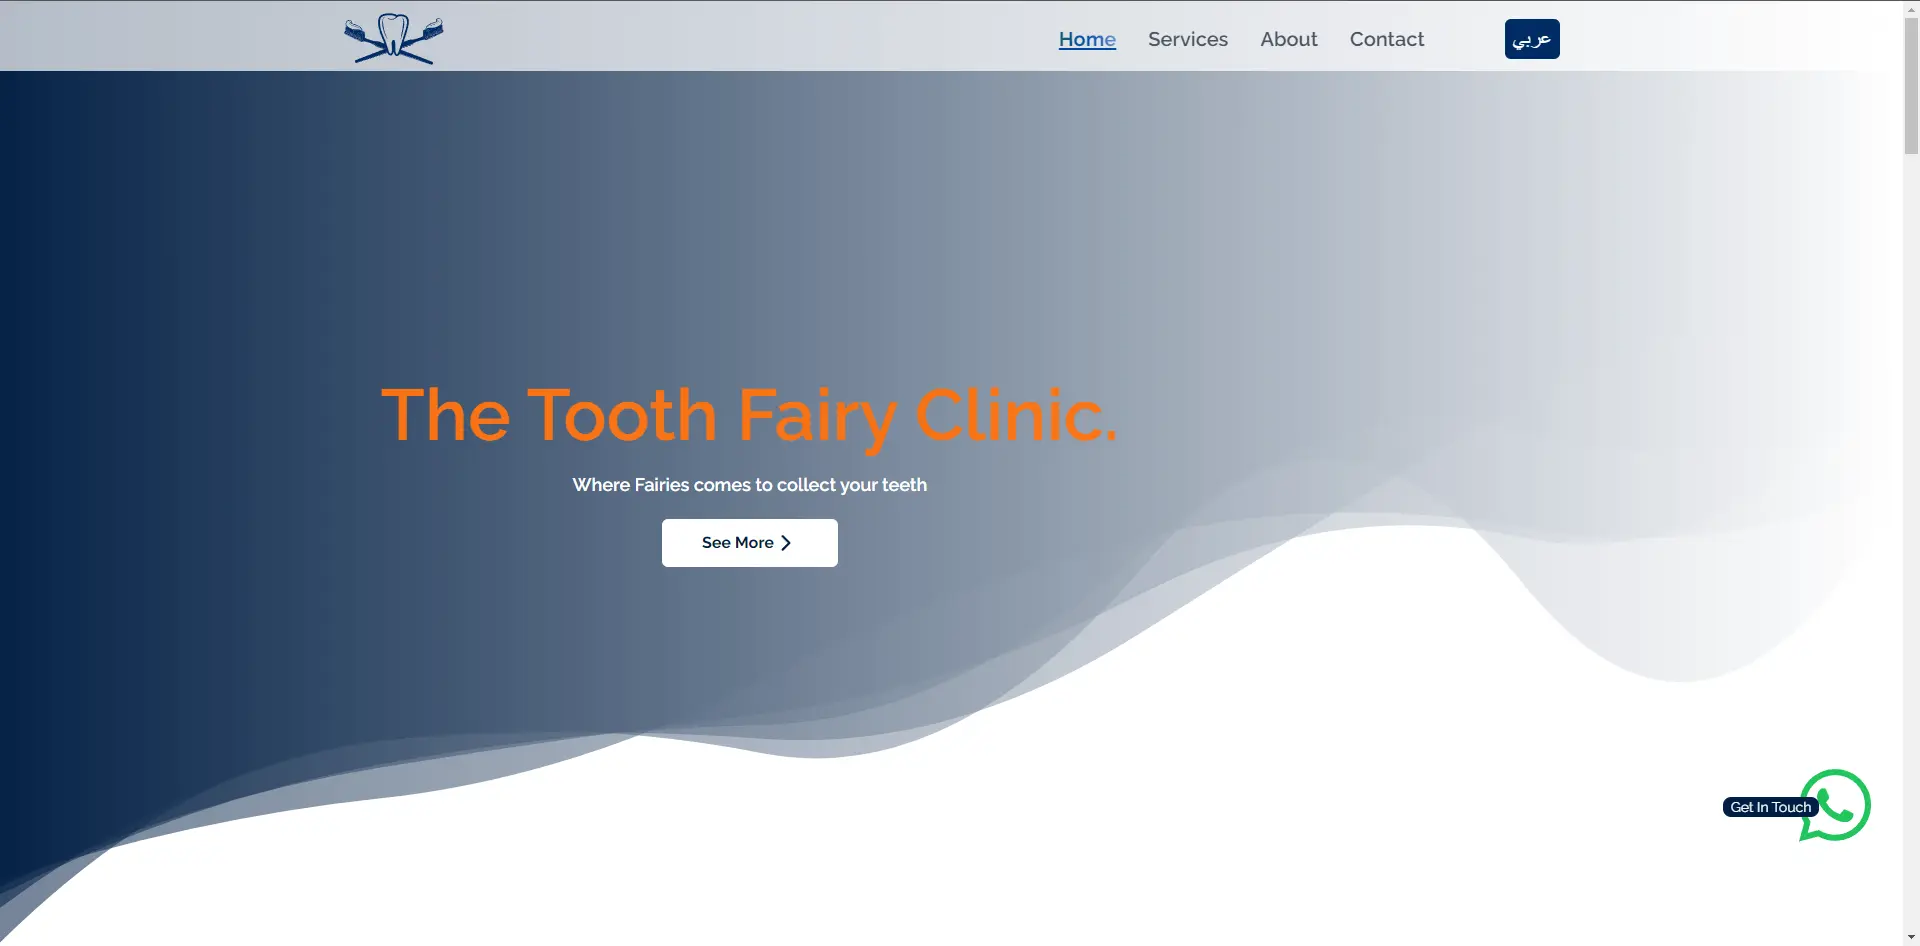 Home Services About Contact عربي
The Tooth Fairy Clinic.
Where Fairies comes to collect your teeth
See More
Get In Touch